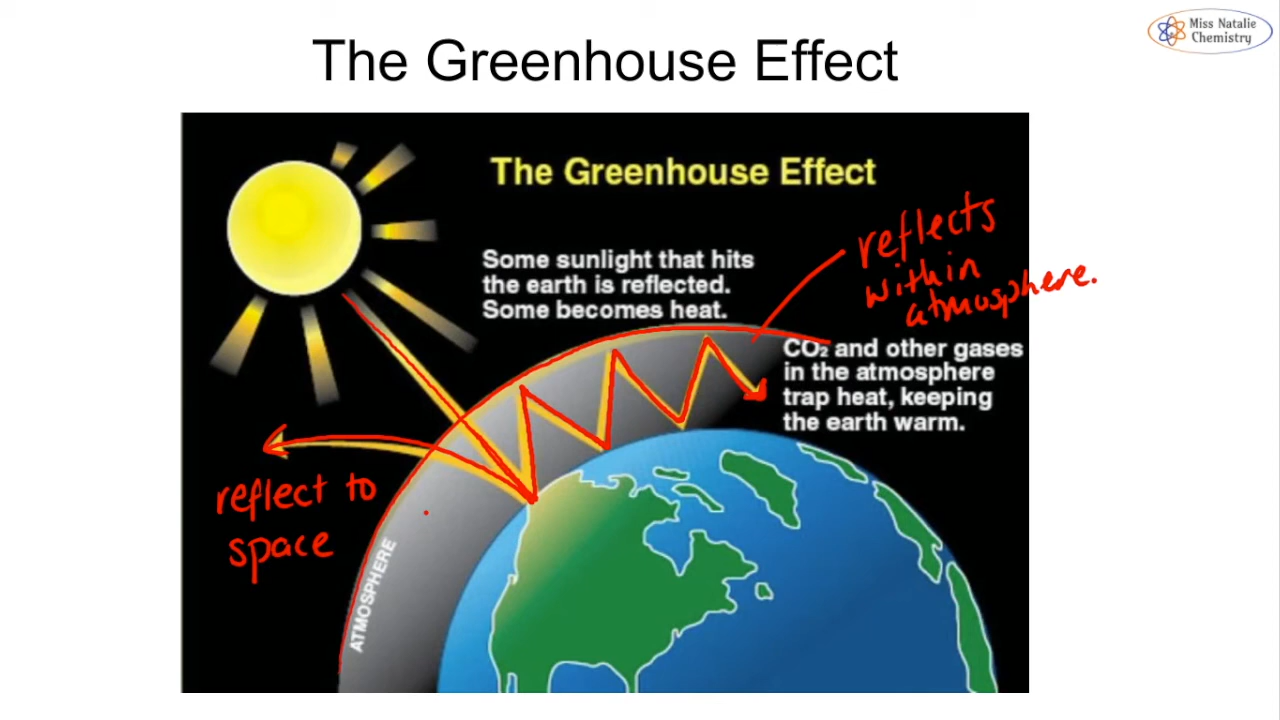 Miss Natalie
Chemistry
The Greenhouse Effect
The Greenhouse Effect
reflects
within
atmosphere.
Some sunlight that hits
the earth is reflected.
Some becomes heat.
CO₂ and other gases
in the atmosphere
trap heat, keeping
the earth warm.
reflect to
space
ATMOSPHERE